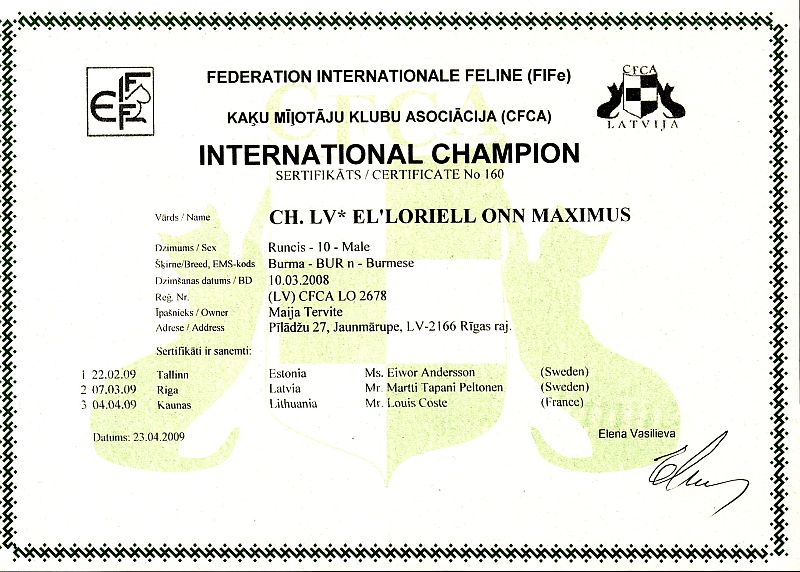 FIFe
FEDERATION INTERNATIONALE FELINE (FIFe)
CFCA
LATVIJA
KAĶU MĪĻOTĀJU KLUBU ASOCIĀCIJA (CFCA)
CFCA
INTERNATIONAL CHAMPION
SERTIFIKĀTS / CERTIFICATE No 160
Vārds / Name CH. LV* EL'LORIELL ONN MAXIMUS
Dzimums / Sex Runcis - 10 - Male
Šķirne/Breed, EMS-kods Burma - BUR n - Burmese
Dzimšanas datums / BD 10.03.2008
Reģ. Nr. (LV) CFCA LO 2678
Īpašnieks / Owner Maija Tervite
Adrese / Address Pīlādžu 27, Jaunmārupe, LV-2166 Rīgas raj.
Sertifikāti ir saņemti:
1 22.02.09 Tallinn Estonia Ms. Eiwor Andersson (Sweden)
2 07.03.09 Riga Latvia Mr. Martti Tapani Peltonen (Sweden)
3 04.04.09 Kaunas Lithuania Mr. Louis Coste (France)
Datums: 23.04.2009
Elena Vasilieva